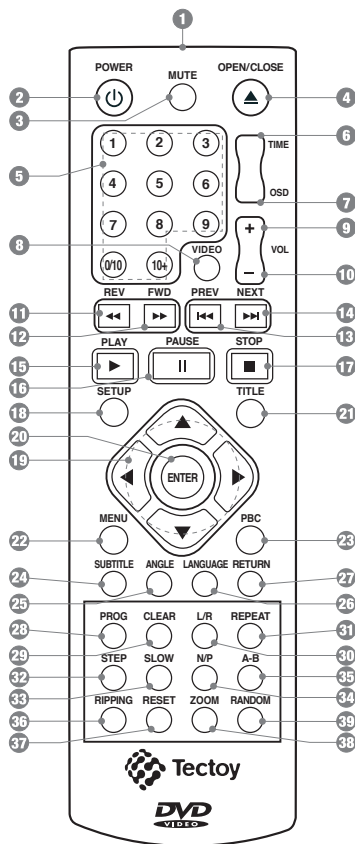 1
POWER MUTE OPEN/CLOSE
2 3 4
5 1 2 3 TIME 6
4 5 6 OSD 7
7 8 9 + 9
8 VIDEO VOL
0/10 10+ − 10
REV FWD PREV NEXT
11 12 13 14
PLAY PAUSE STOP
15 16 17
SETUP TITLE
18 21
20 ENTER
19
MENU PBC
22 23
SUBTITLE ANGLE LANGUAGE RETURN
24 25 26 27
PROG CLEAR L/R REPEAT
28 29 30 31
STEP SLOW N/P A-B
32 33 34 35
RIPPING RESET ZOOM RANDOM
36 37 38 39
Tectoy
DVD
VIDEO